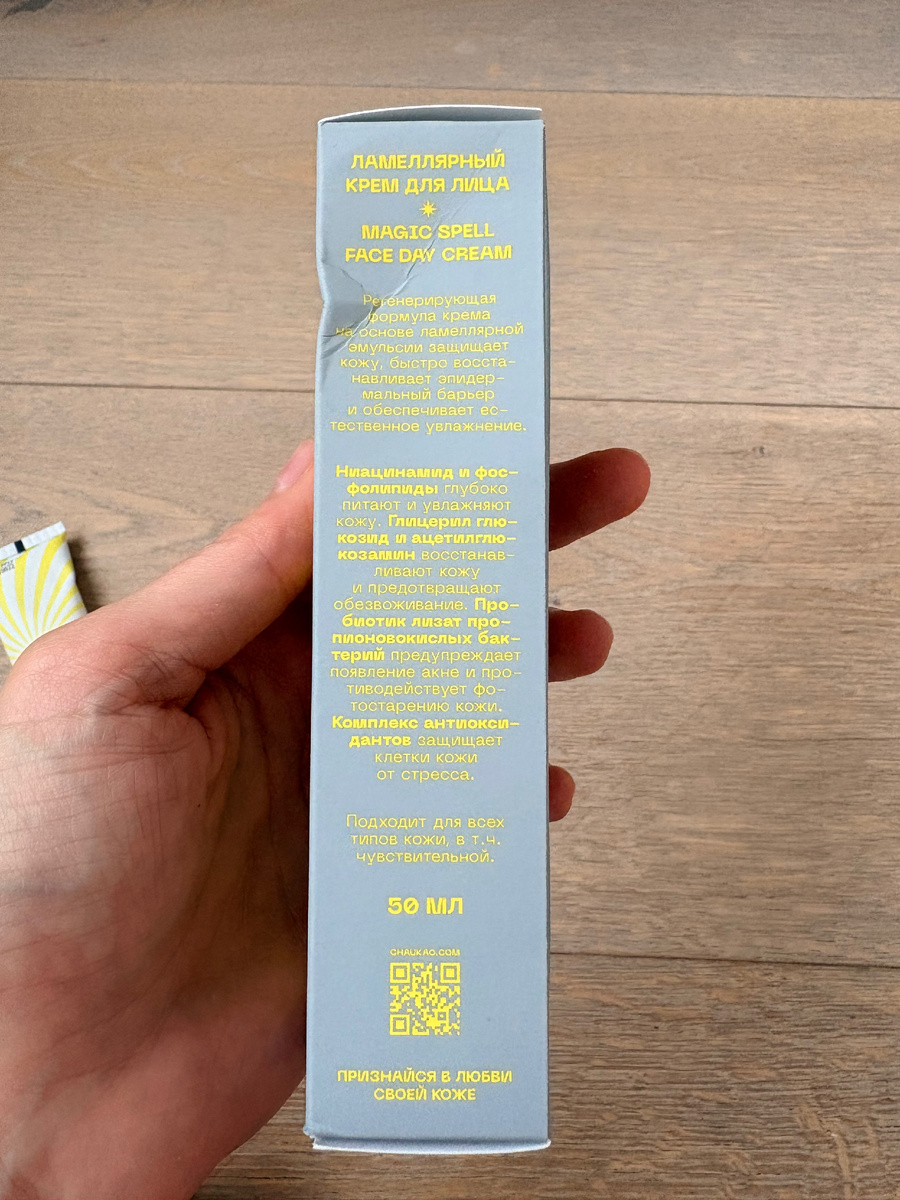 ЛАМЕЛЛЯРНЫЙ
КРЕМ ДЛЯ ЛИЦА
MAGIC SPELL
FACE DAY CREAM
Регенерирующая
формула крема
на основе ламеллярной
эмульсии защищает
кожу, быстро восста-
навливает эпидер-
мальный барьер
и обеспечивает ес-
тественное увлажнение.
Ниацинамид и фос-
фолипиды глубоко
питают и увлажняют
кожу. Глицерил глю-
козид и ацетилглю-
козамин восстанав-
ливают кожу
и предотвращают
обезвоживание. Про-
биотик лизат про-
пионовокислых бак-
терий предупреждает
появление акне и про-
тиводействует фо-
тостарению кожи.
Комплекс антиокси-
дантов защищает
клетки кожи
от стресса.
Подходит для всех
типов кожи, в т.ч.
чувствительной.
50 МЛ
CHAUKAO.COM
ПРИЗНАЙСЯ В ЛЮБВИ
СВОЕЙ КОЖЕ